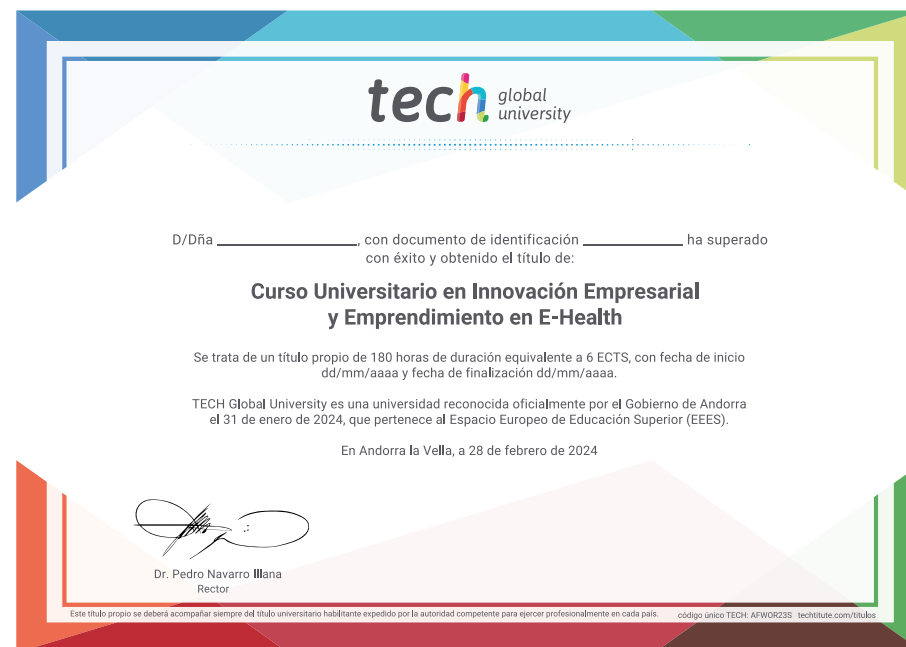 tech global university
D/Dña ____________________, con documento de identificación ______________ ha superado
con éxito y obtenido el título de:
Curso Universitario en Innovación Empresarial
y Emprendimiento en E-Health
Se trata de un título propio de 180 horas de duración equivalente a 6 ECTS, con fecha de inicio
dd/mm/aaaa y fecha de finalización dd/mm/aaaa.
TECH Global University es una universidad reconocida oficialmente por el Gobierno de Andorra
el 31 de enero de 2024, que pertenece al Espacio Europeo de Educación Superior (EEES).
En Andorra la Vella, a 28 de febrero de 2024
Dr. Pedro Navarro Illana
Rector
Este título propio se deberá acompañar siempre del título universitario habilitante expedido por la autoridad competente para ejercer profesionalmente en cada país. código único TECH: AFWOR23S techtitute.com/titulos